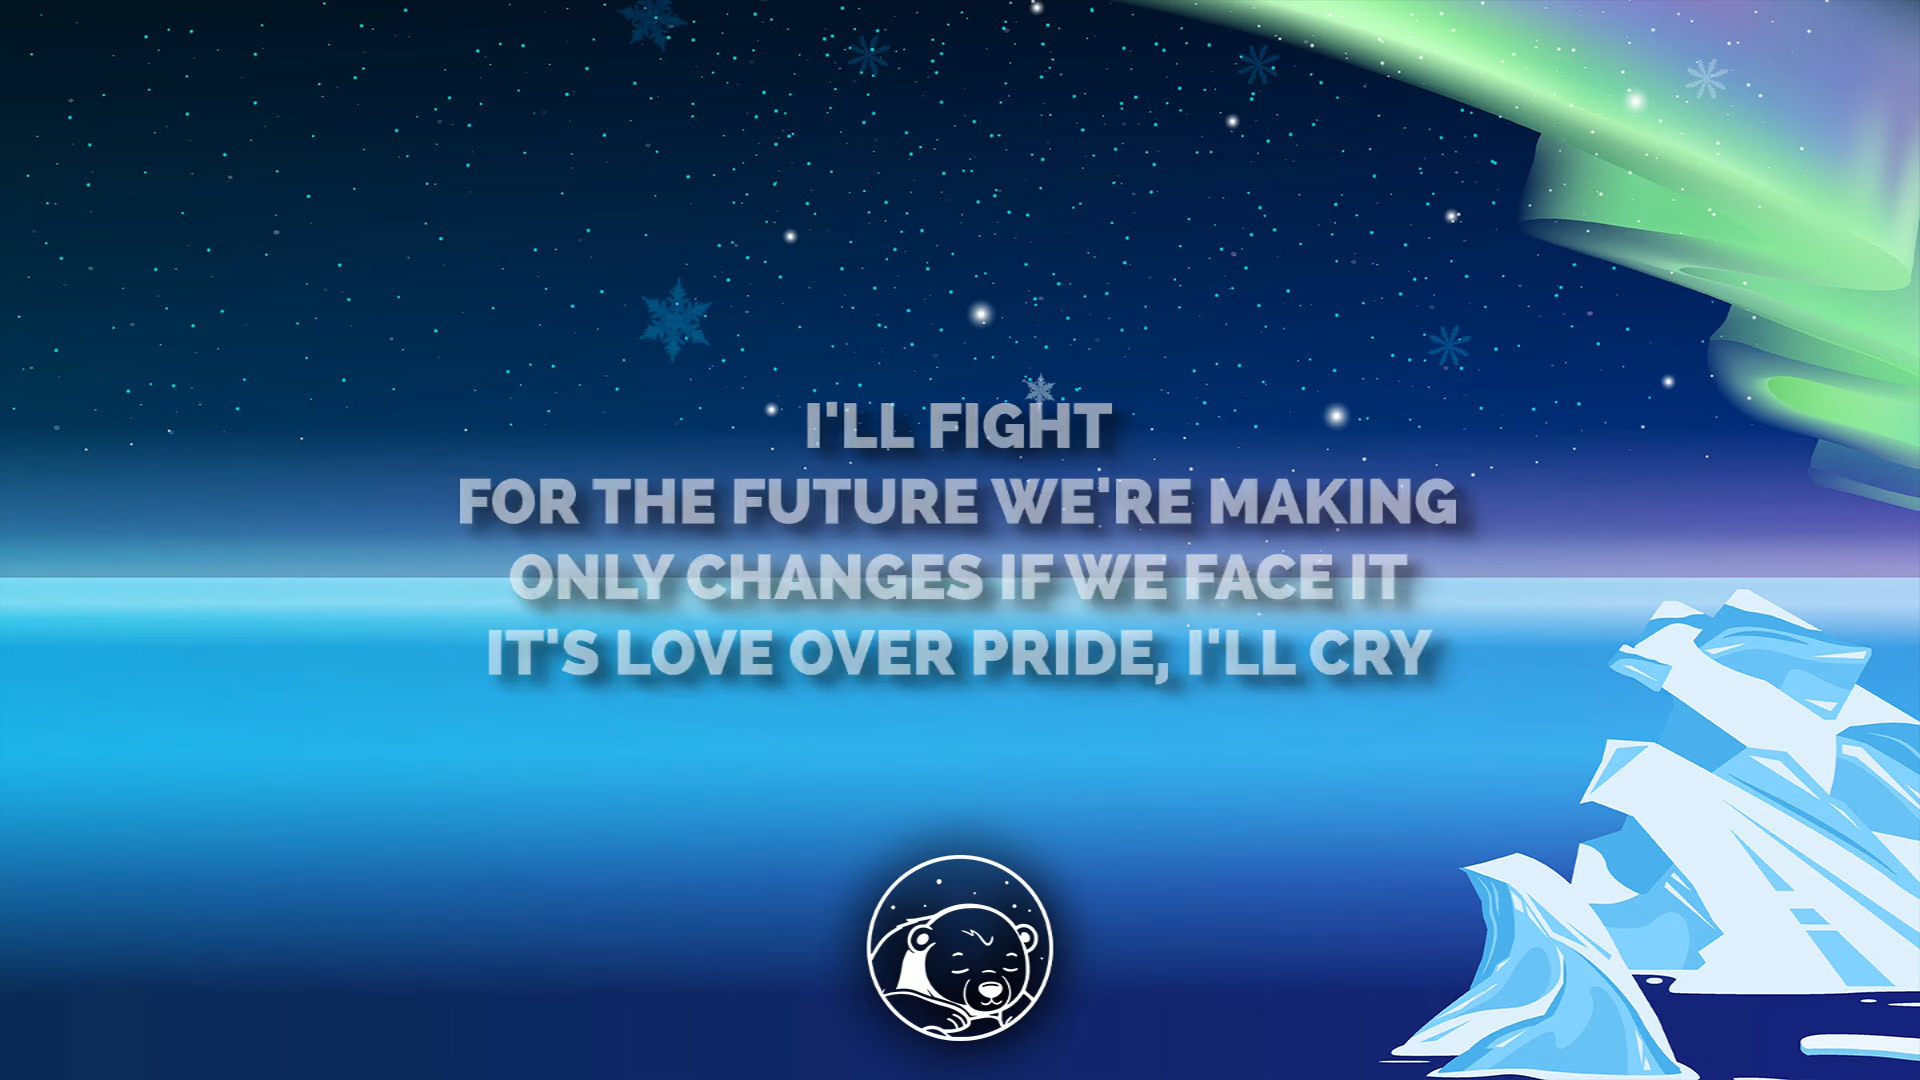 I'LL FIGHT
FOR THE FUTURE WE'RE MAKING
ONLY CHANGES IF WE FACE IT
IT'S LOVE OVER PRIDE, I'LL CRY